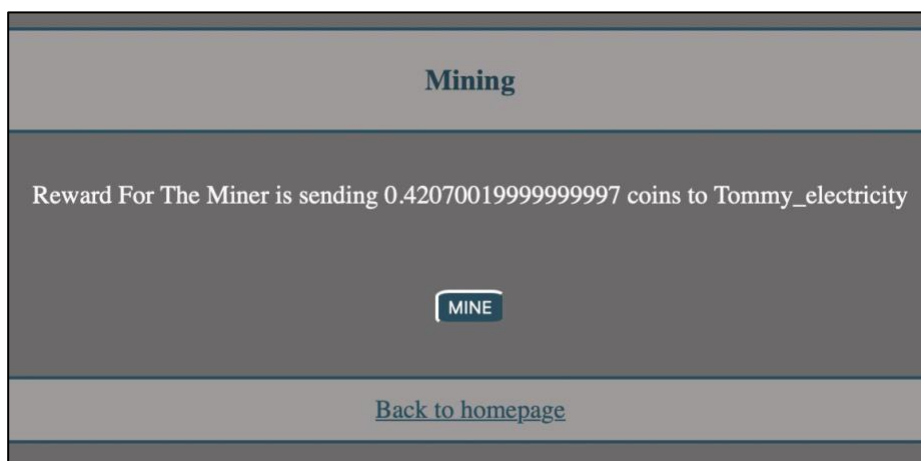 Mining
Reward For The Miner is sending 0.42070019999999997 coins to Tommy_electricity
MINE
Back to homepage